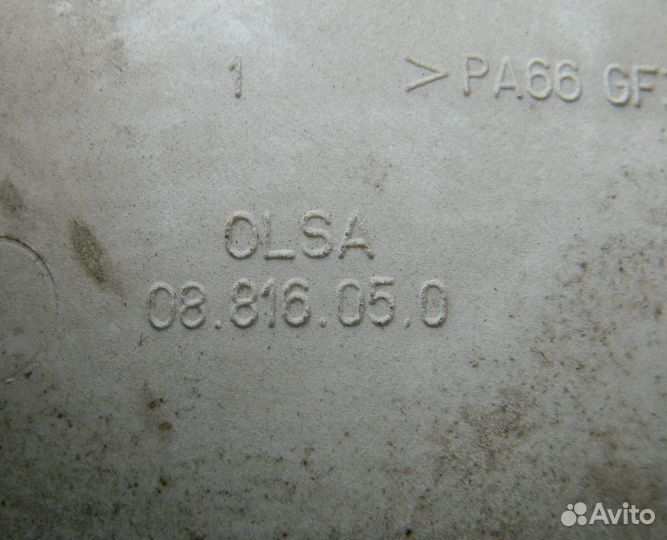 1 > PA66 GF
OLSA
08.816.05.0
Avito